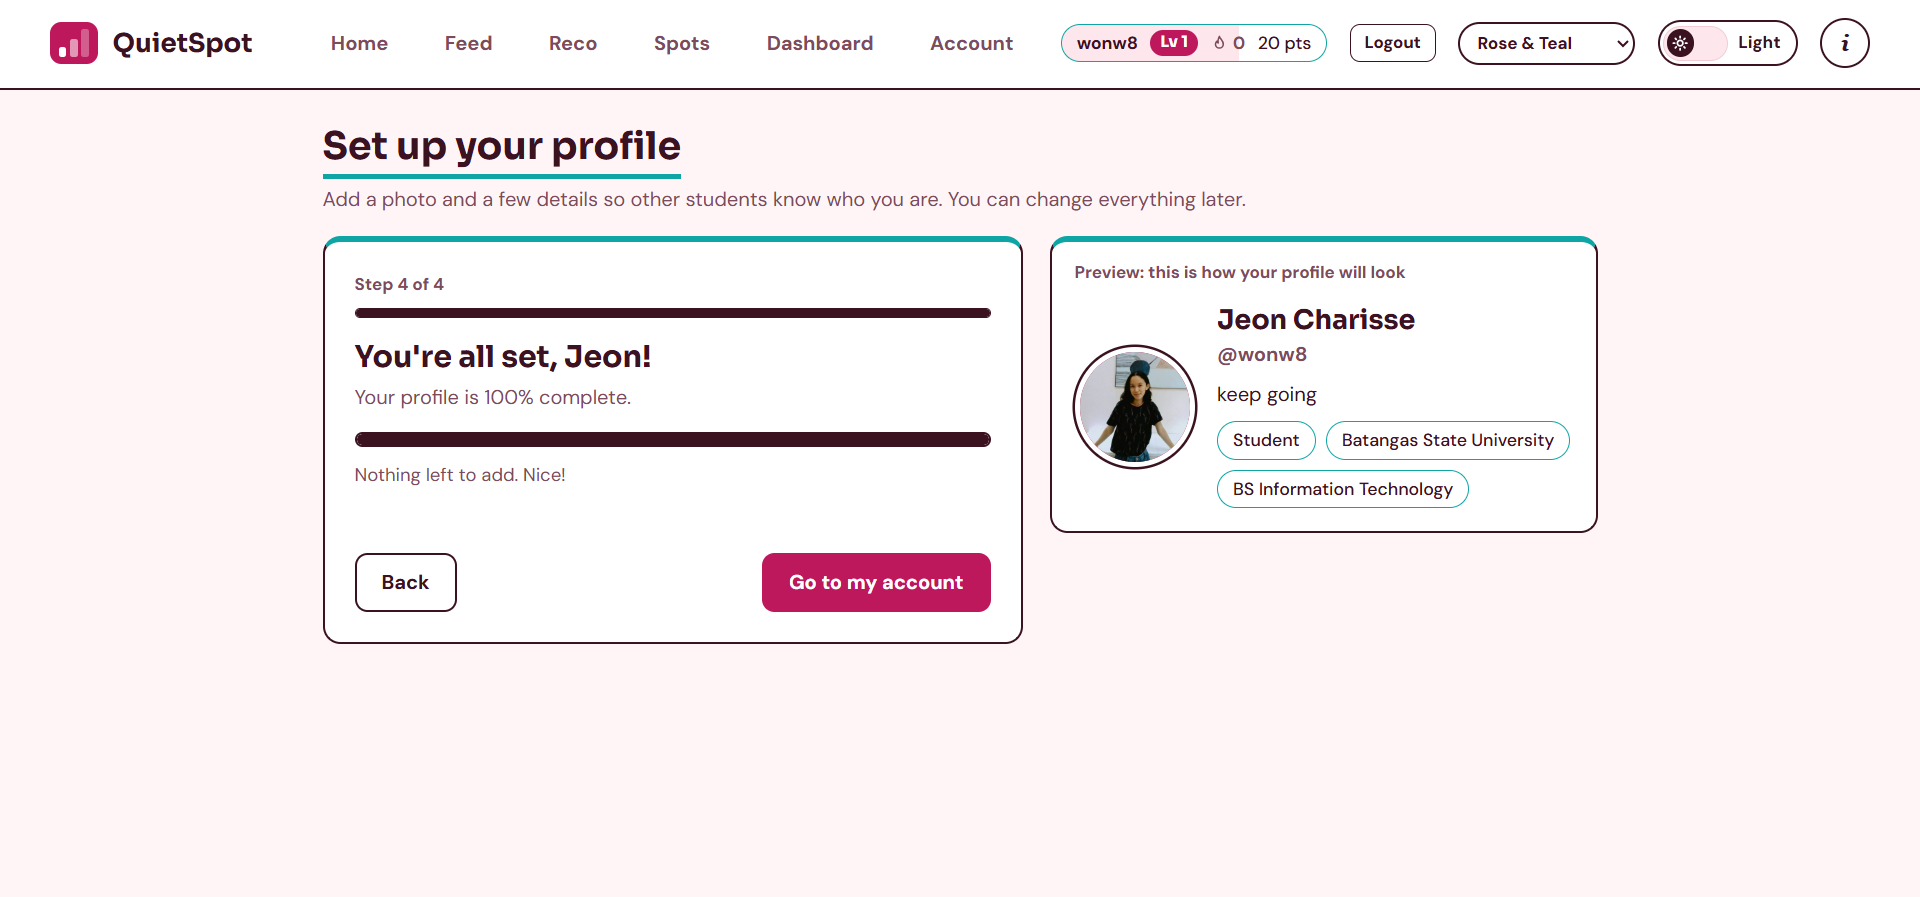 QuietSpot
Home Feed Reco Spots Dashboard Account
wonw8 Lv 1 0 20 pts
Logout
Rose & Teal
Light
i
Set up your profile
Add a photo and a few details so other students know who you are. You can change everything later.
Step 4 of 4
You're all set, Jeon!
Your profile is 100% complete.
Nothing left to add. Nice!
Back
Go to my account
Preview: this is how your profile will look
Jeon Charisse
@wonw8
keep going
Student
Batangas State University
BS Information Technology